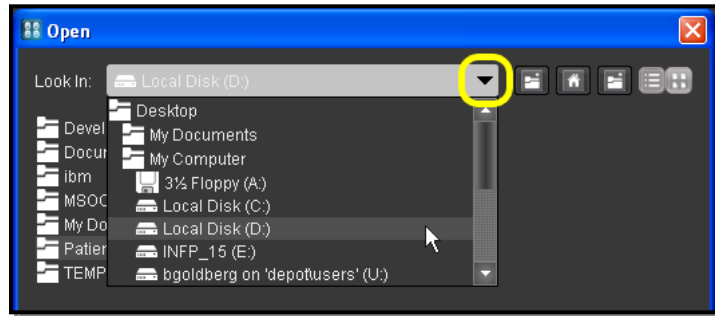 Open
Look In: Local Disk (D:)
Desktop
My Documents
My Computer
3½ Floppy (A:)
Local Disk (C:)
Local Disk (D:)
INFP_15 (E:)
bgoldberg on 'depot\users' (U:)
Devel
Docur
ibm
MSOC
My Do
Patier
TEMP